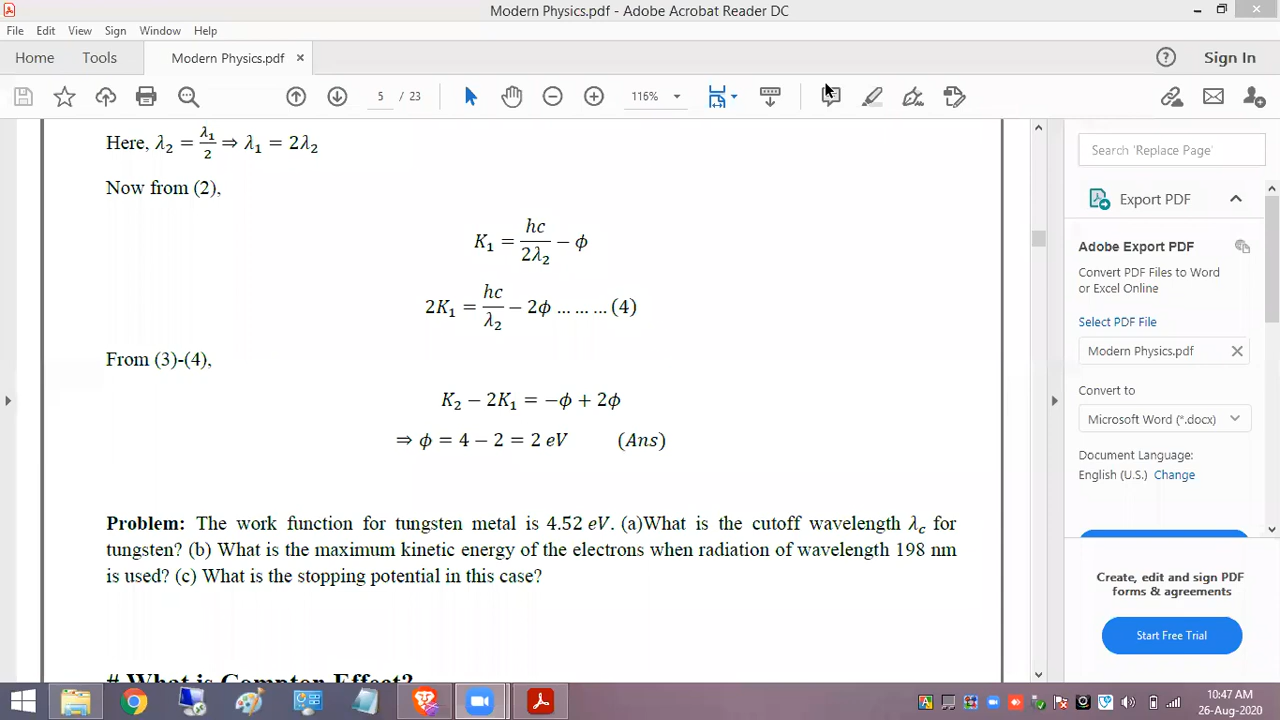 Modern Physics.pdf - Adobe Acrobat Reader DC
File Edit View Sign Window Help
Home Tools Modern Physics.pdf × Sign In
5 / 23 116%
Here, λ₂ = λ₁/2 ⇒ λ₁ = 2λ₂
Now from (2),
K₁ = hc/2λ₂ − ϕ
2K₁ = hc/λ₂ − 2ϕ ... ... ... (4)
From (3)-(4),
K₂ − 2K₁ = −ϕ + 2ϕ
⇒ ϕ = 4 − 2 = 2 eV (Ans)
Problem: The work function for tungsten metal is 4.52 eV. (a)What is the cutoff wavelength λc for
tungsten? (b) What is the maximum kinetic energy of the electrons when radiation of wavelength 198 nm
is used? (c) What is the stopping potential in this case?
# What is Compton Effect?
Search 'Replace Page'
Export PDF
Adobe Export PDF
Convert PDF Files to Word
or Excel Online
Select PDF File
Modern Physics.pdf
Convert to
Microsoft Word (*.docx)
Document Language:
English (U.S.) Change
Create, edit and sign PDF
forms & agreements
Start Free Trial
10:47 AM
26-Aug-2020